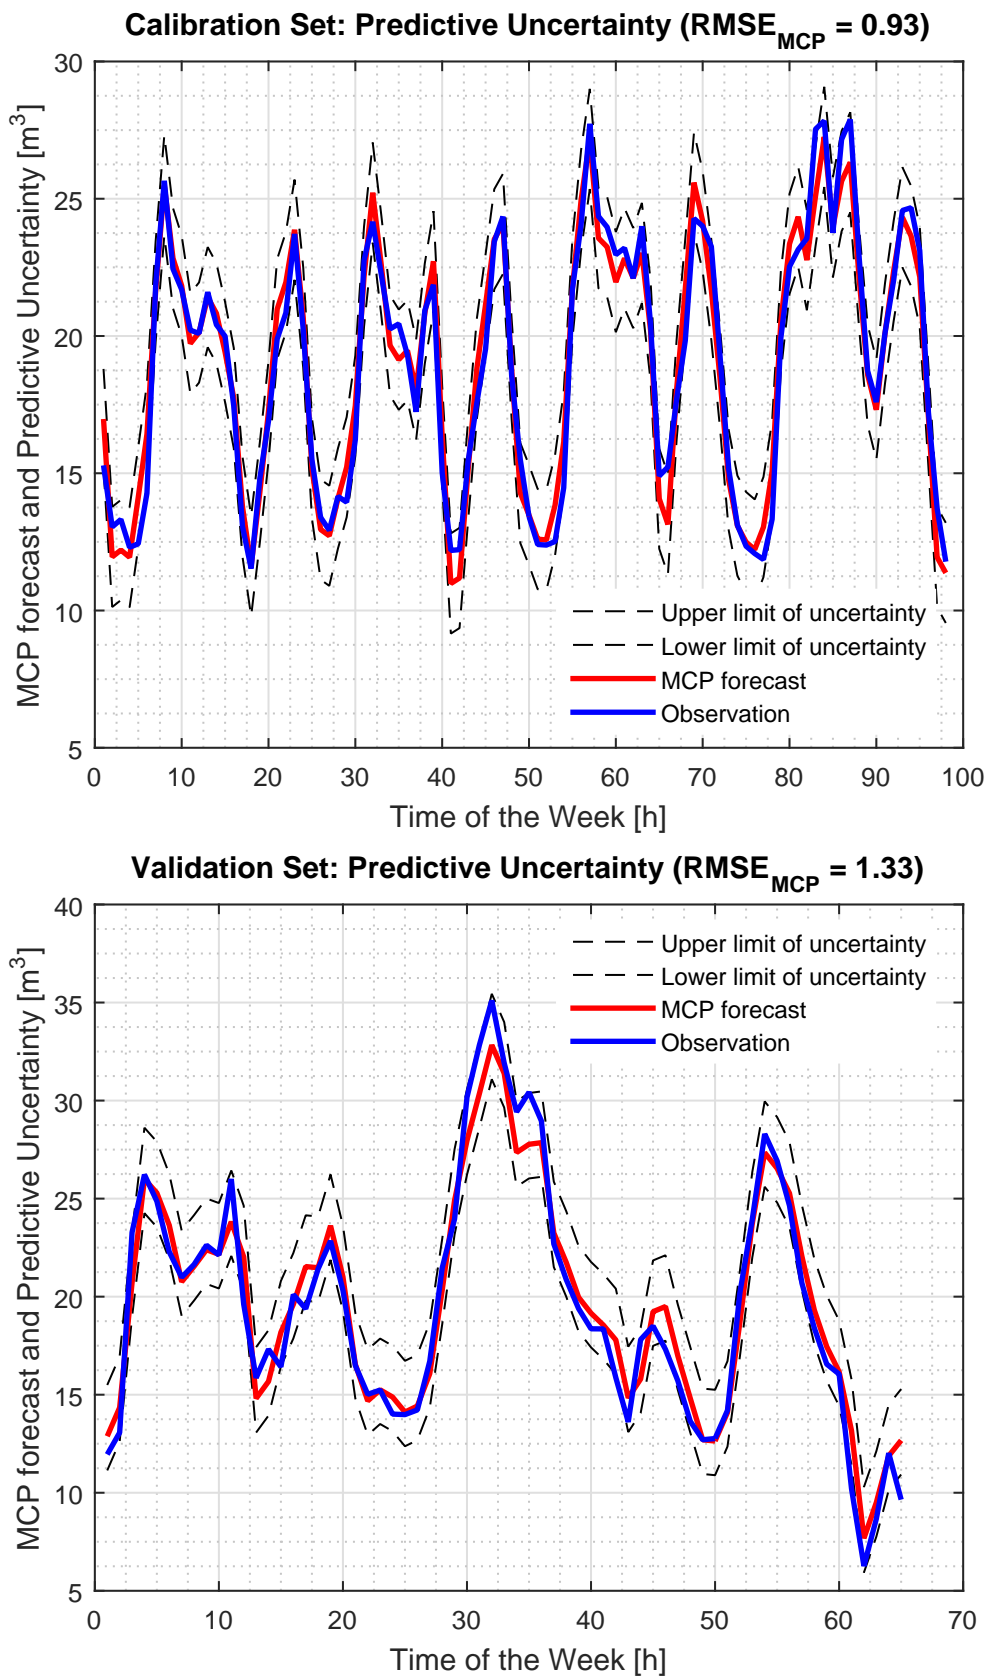 Calibration Set: Predictive Uncertainty (RMSE_MCP = 0.93)
MCP forecast and Predictive Uncertainty [m³]
30
25
20
15
10
5
Upper limit of uncertainty
Lower limit of uncertainty
MCP forecast
Observation
0 10 20 30 40 50 60 70 80 90 100
Time of the Week [h]
Validation Set: Predictive Uncertainty (RMSE_MCP = 1.33)
MCP forecast and Predictive Uncertainty [m³]
40
35
30
25
20
15
10
5
Upper limit of uncertainty
Lower limit of uncertainty
MCP forecast
Observation
0 10 20 30 40 50 60 70
Time of the Week [h]